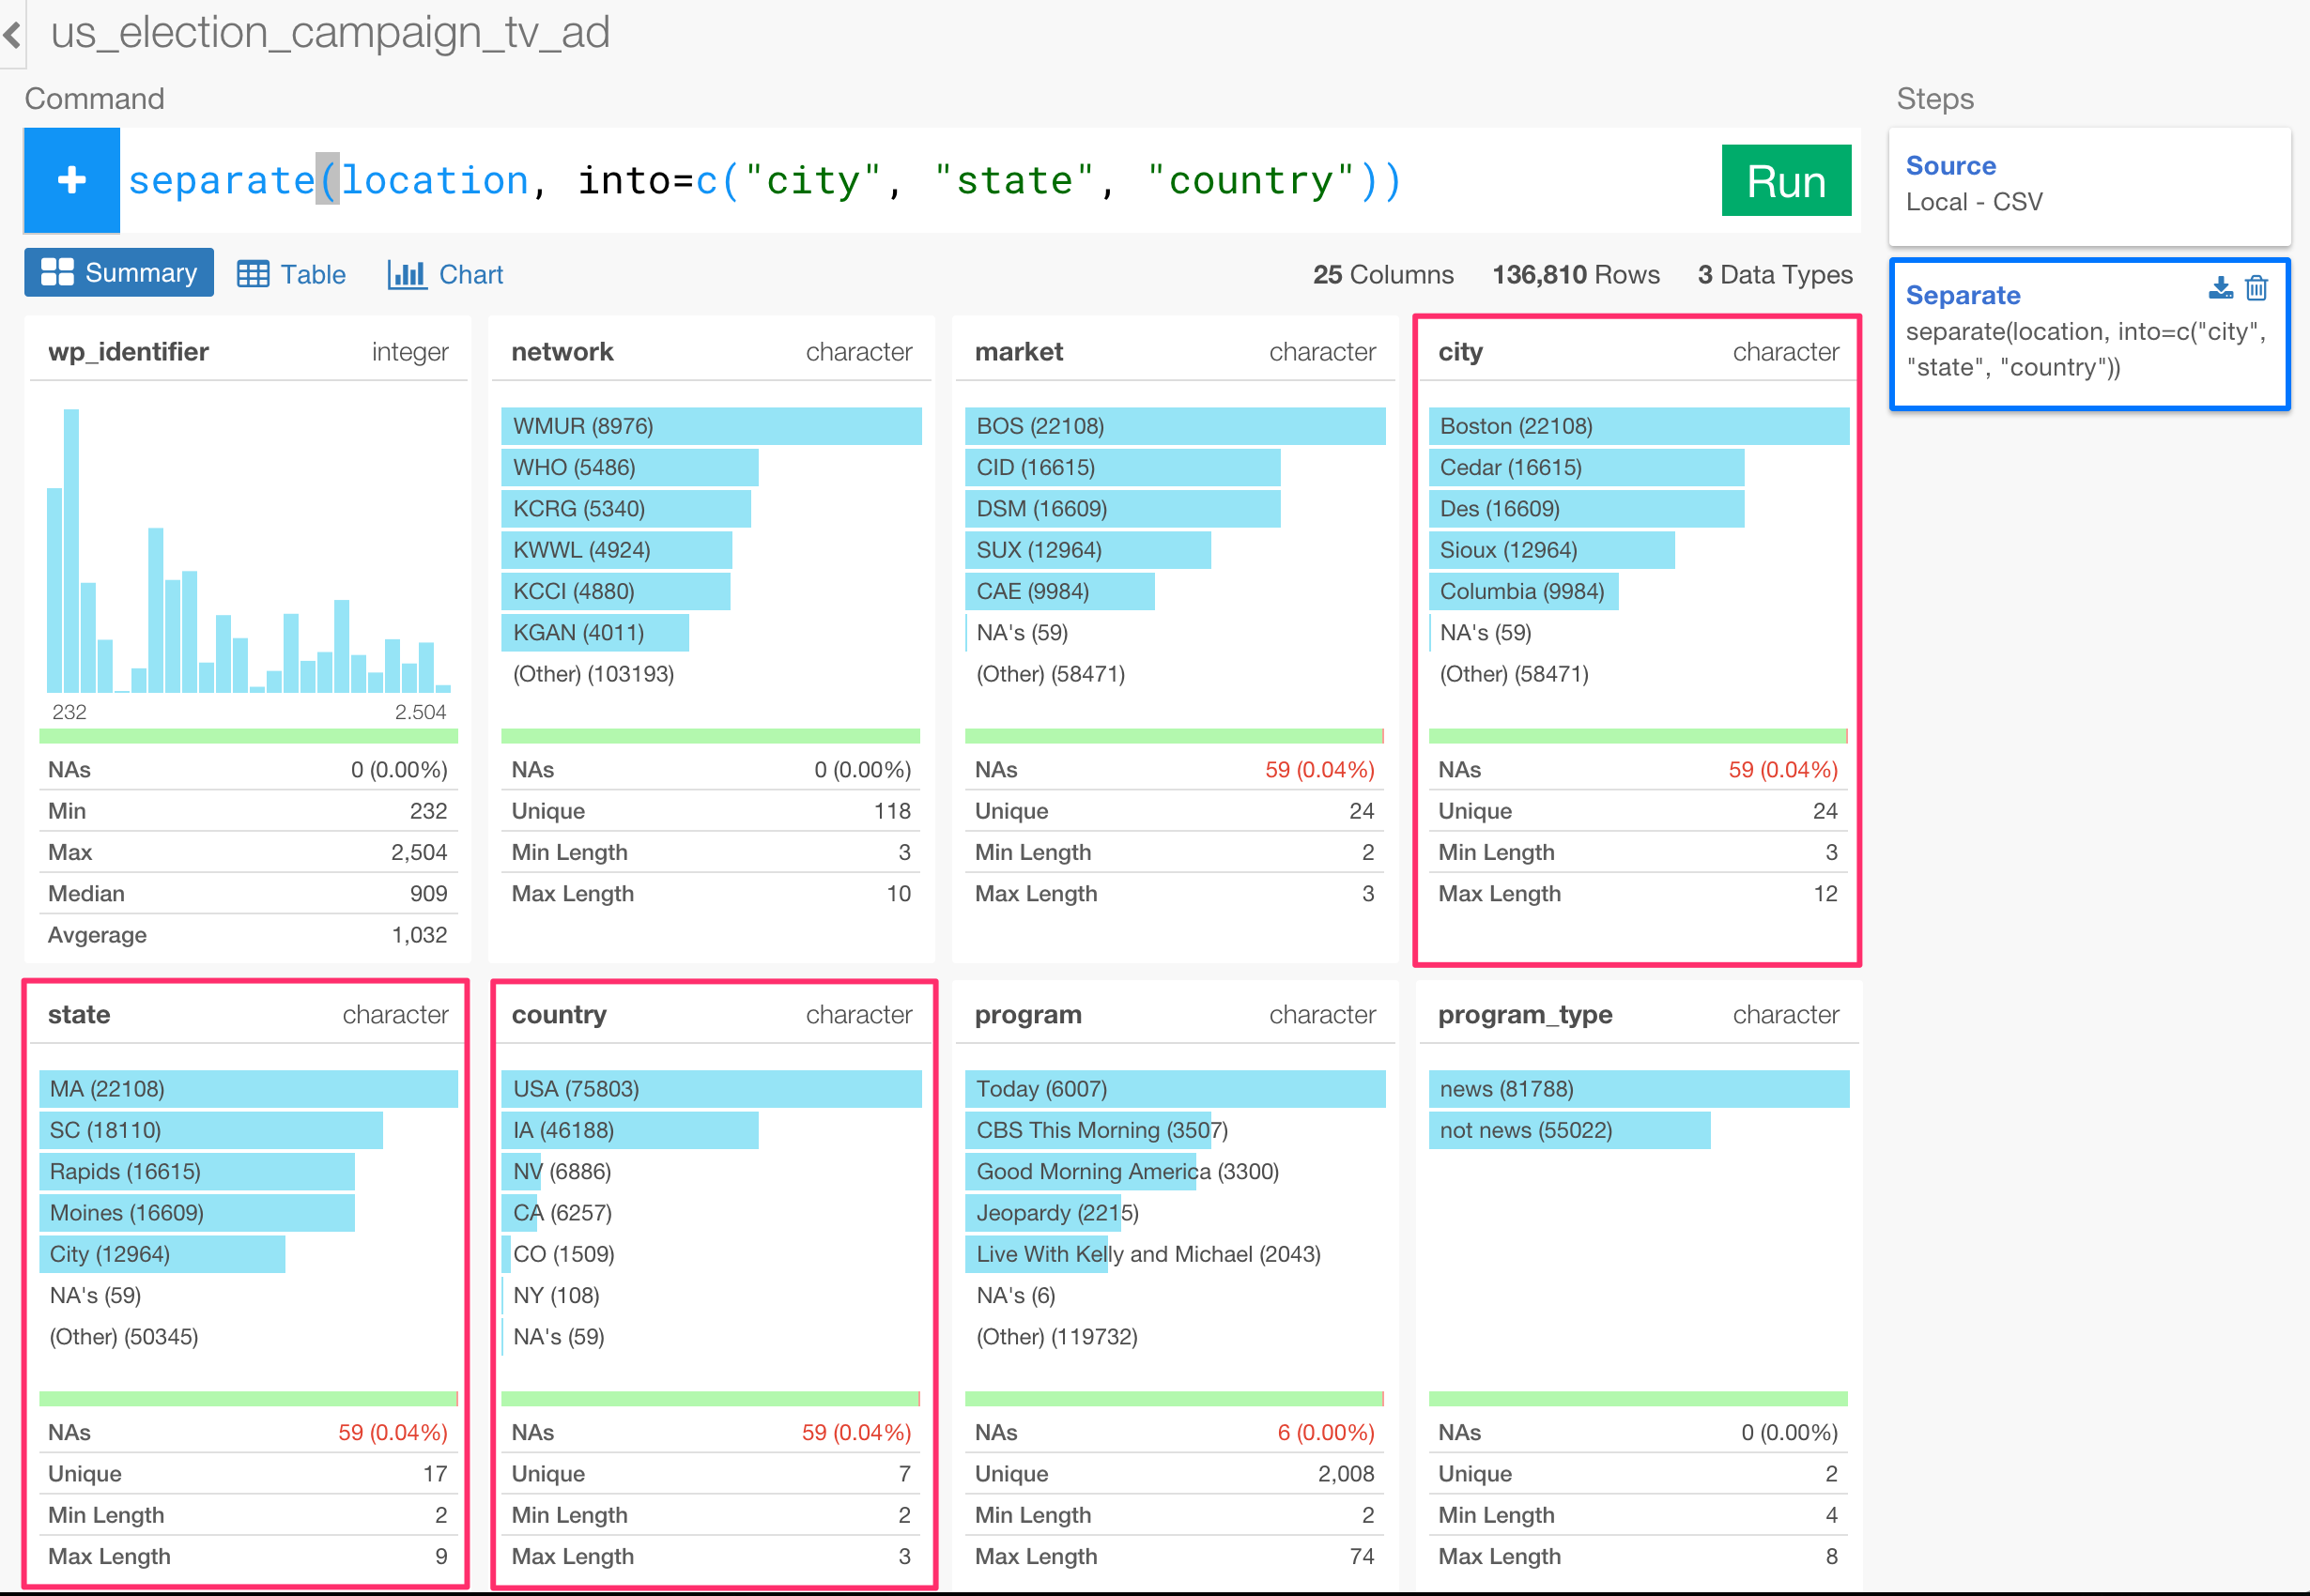 us_election_campaign_tv_ad
Command
Steps
separate(location, into=c("city", "state", "country"))
Run
Source
Local - CSV
Summary
Table
Chart
25 Columns
136,810 Rows
3 Data Types
Separate
separate(location, into=c("city",
"state", "country"))
wp_identifier integer
232 2.504
NAs 0 (0.00%)
Min 232
Max 2,504
Median 909
Avgerage 1,032
network character
WMUR (8976)
WHO (5486)
KCRG (5340)
KWWL (4924)
KCCI (4880)
KGAN (4011)
(Other) (103193)
NAs 0 (0.00%)
Unique 118
Min Length 3
Max Length 10
market character
BOS (22108)
CID (16615)
DSM (16609)
SUX (12964)
CAE (9984)
NA's (59)
(Other) (58471)
NAs 59 (0.04%)
Unique 24
Min Length 2
Max Length 3
city character
Boston (22108)
Cedar (16615)
Des (16609)
Sioux (12964)
Columbia (9984)
NA's (59)
(Other) (58471)
NAs 59 (0.04%)
Unique 24
Min Length 3
Max Length 12
state character
MA (22108)
SC (18110)
Rapids (16615)
Moines (16609)
City (12964)
NA's (59)
(Other) (50345)
NAs 59 (0.04%)
Unique 17
Min Length 2
Max Length 9
country character
USA (75803)
IA (46188)
NV (6886)
CA (6257)
CO (1509)
NY (108)
NA's (59)
NAs 59 (0.04%)
Unique 7
Min Length 2
Max Length 3
program character
Today (6007)
CBS This Morning (3507)
Good Morning America (3300)
Jeopardy (2215)
Live With Kelly and Michael (2043)
NA's (6)
(Other) (119732)
NAs 6 (0.00%)
Unique 2,008
Min Length 2
Max Length 74
program_type character
news (81788)
not news (55022)
NAs 0 (0.00%)
Unique 2
Min Length 4
Max Length 8